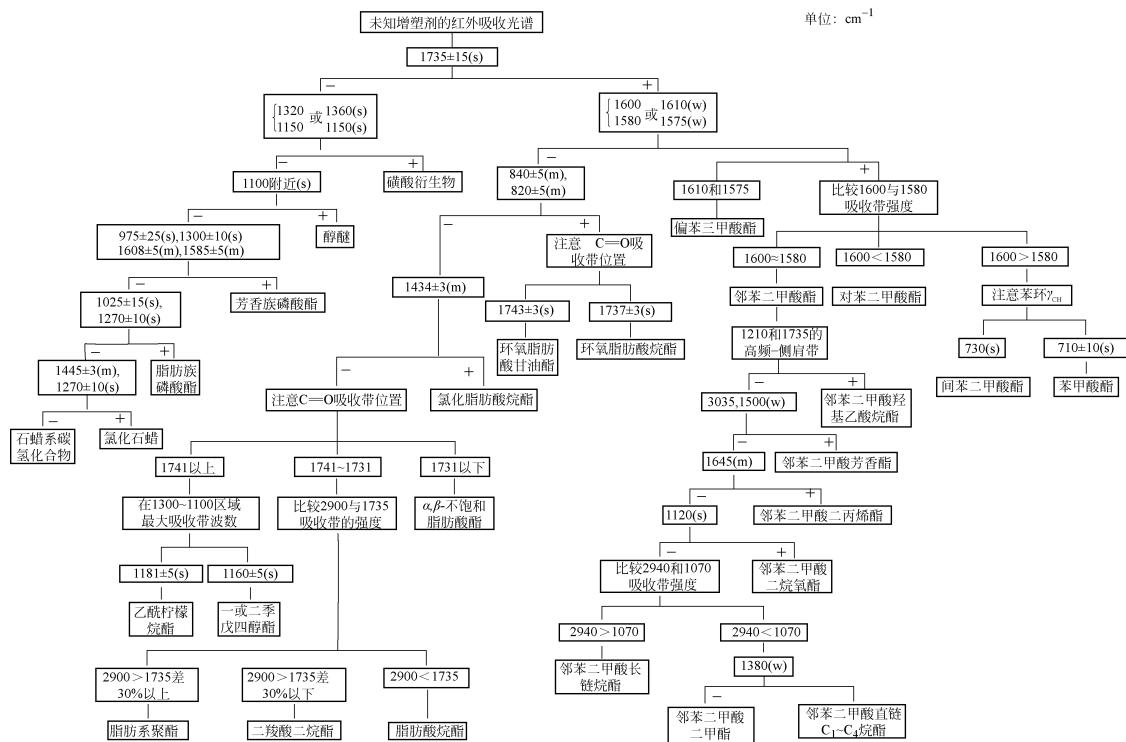 未知增塑剂的红外吸收光谱
单位：cm⁻¹
1735±15(s)
−
+
{1320 或 1360(s)
1150 1150(s)
{1600 或 1610(w)
1580 1575(w)
−
+
−
+
1100附近(s)
磺酸衍生物
840±5(m),
820±5(m)
1610和1575
+
比较1600与1580
吸收带强度
偏苯三甲酸酯
−
+
975±25(s),1300±10(s)
1608±5(m),1585±5(m)
醇醚
−
+
注意 C=O吸
收带位置
1600≈1580
1600<1580
1600>1580
−
+
1434±3(m)
邻苯二甲酸酯
对苯二甲酸酯
注意苯环γCH
1025±15(s),
1270±10(s)
芳香族磷酸酯
1743±3(s)
1737±3(s)
1210和1735的
高频–侧肩带
环氧脂肪
酸甘油酯
环氧脂肪酸烷酯
730(s)
710±10(s)
−
+
1445±3(m),
1270±10(s)
脂肪族
磷酸酯
−
+
−
+
间苯二甲酸酯
苯甲酸酯
注意C=O吸收带位置
氯化脂肪酸烷酯
3035,1500(w)
邻苯二甲酸羟
基乙酸烷酯
−
+
石蜡系碳
氢化合物
氯化石蜡
−
+
1645(m)
邻苯二甲酸芳香酯
1741以上
1741~1731
1731以下
−
+
在1300~1100区域
最大吸收带波数
比较2900与1735
吸收带的强度
α,β-不饱和
脂肪酸酯
1120(s)
邻苯二甲酸二丙烯酯
−
+
1181±5(s)
1160±5(s)
比较2940和1070
吸收带强度
邻苯二甲酸
二烷氧酯
乙酰柠檬
烷酯
一或二季
戊四醇酯
2940>1070
2940<1070
邻苯二甲酸长
链烷酯
1380(w)
2900>1735差
30%以上
2900>1735差
30%以下
2900<1735
−
+
脂肪系聚酯
二羧酸二烷酯
脂肪酸烷酯
邻苯二甲酸
二甲酯
邻苯二甲酸直链
C₁~C₄烷酯